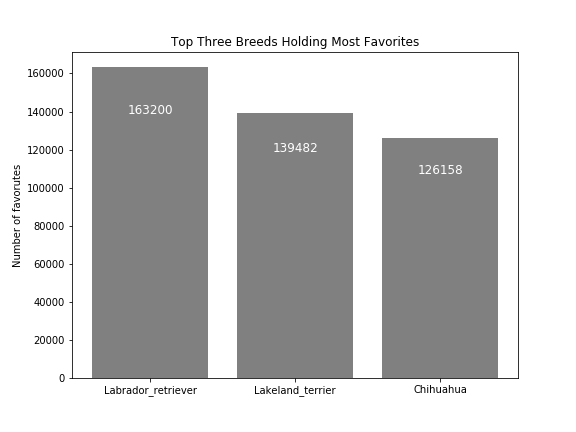 Top Three Breeds Holding Most Favorites
Number of favorutes
160000
140000
120000
100000
80000
60000
40000
20000
0
163200
139482
126158
Labrador_retriever
Lakeland_terrier
Chihuahua